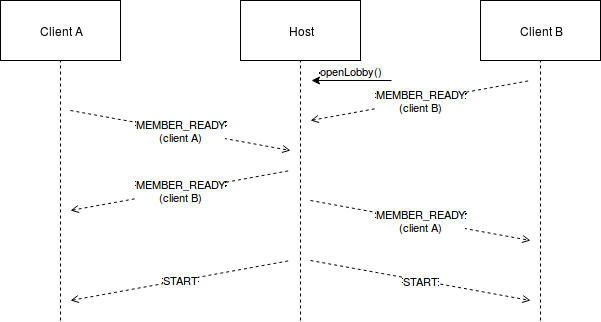 Client A
Host
Client B
openLobby()
MEMBER_READY:
(client B)
MEMBER_READY:
(client A)
MEMBER_READY:
(client B)
MEMBER_READY:
(client A)
START
START